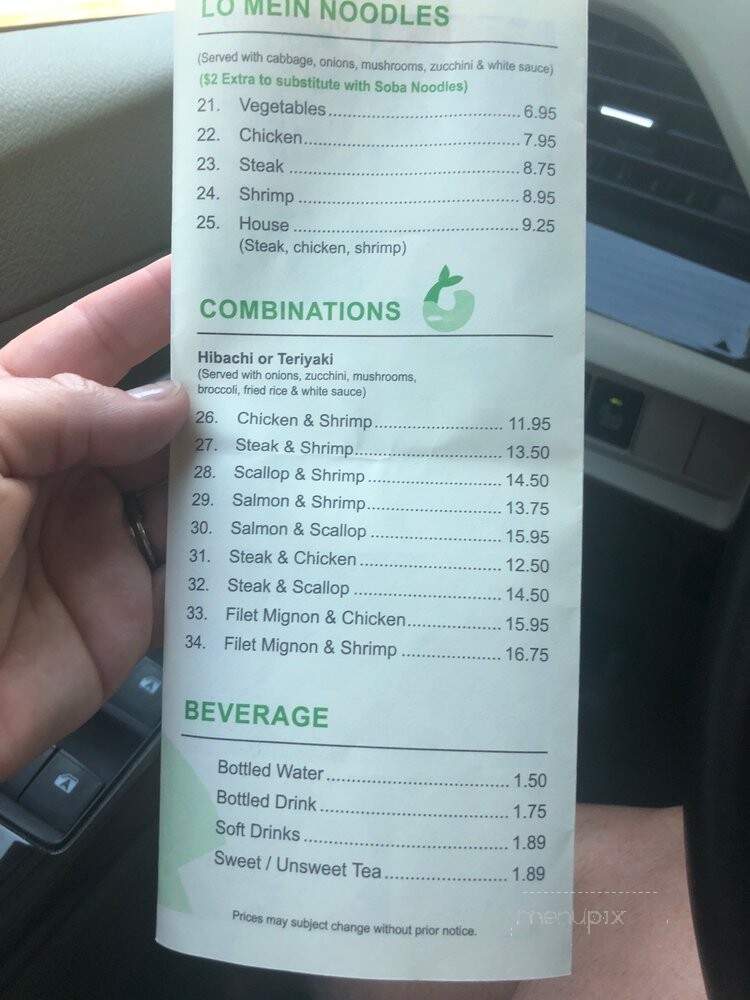 LO MEIN NOODLES
(Served with cabbage, onions, mushrooms, zucchini & white sauce)
($2 Extra to substitute with Soba Noodles)
21. Vegetables 6.95
22. Chicken 7.95
23. Steak 8.75
24. Shrimp 8.95
25. House 9.25
(Steak, chicken, shrimp)
COMBINATIONS
Hibachi or Teriyaki
(Served with onions, zucchini, mushrooms,
broccoli, fried rice & white sauce)
26. Chicken & Shrimp 11.95
27. Steak & Shrimp 13.50
28. Scallop & Shrimp 14.50
29. Salmon & Shrimp 13.75
30. Salmon & Scallop 15.95
31. Steak & Chicken 12.50
32. Steak & Scallop 14.50
33. Filet Mignon & Chicken 15.95
34. Filet Mignon & Shrimp 16.75
BEVERAGE
Bottled Water 1.50
Bottled Drink 1.75
Soft Drinks 1.89
Sweet / Unsweet Tea 1.89
Prices may subject change without prior notice.
menupix